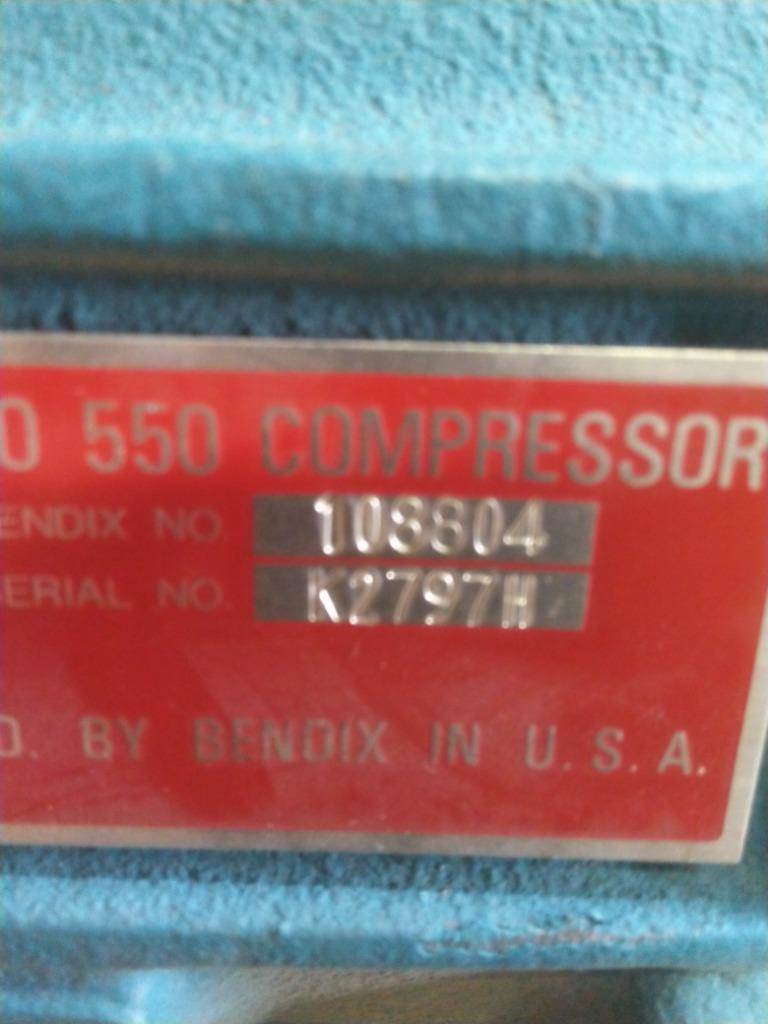 O 550 COMPRESSOR
ENDIX NO. 108804
ERIAL NO. K2797H
D. BY BENDIX IN U.S.A.